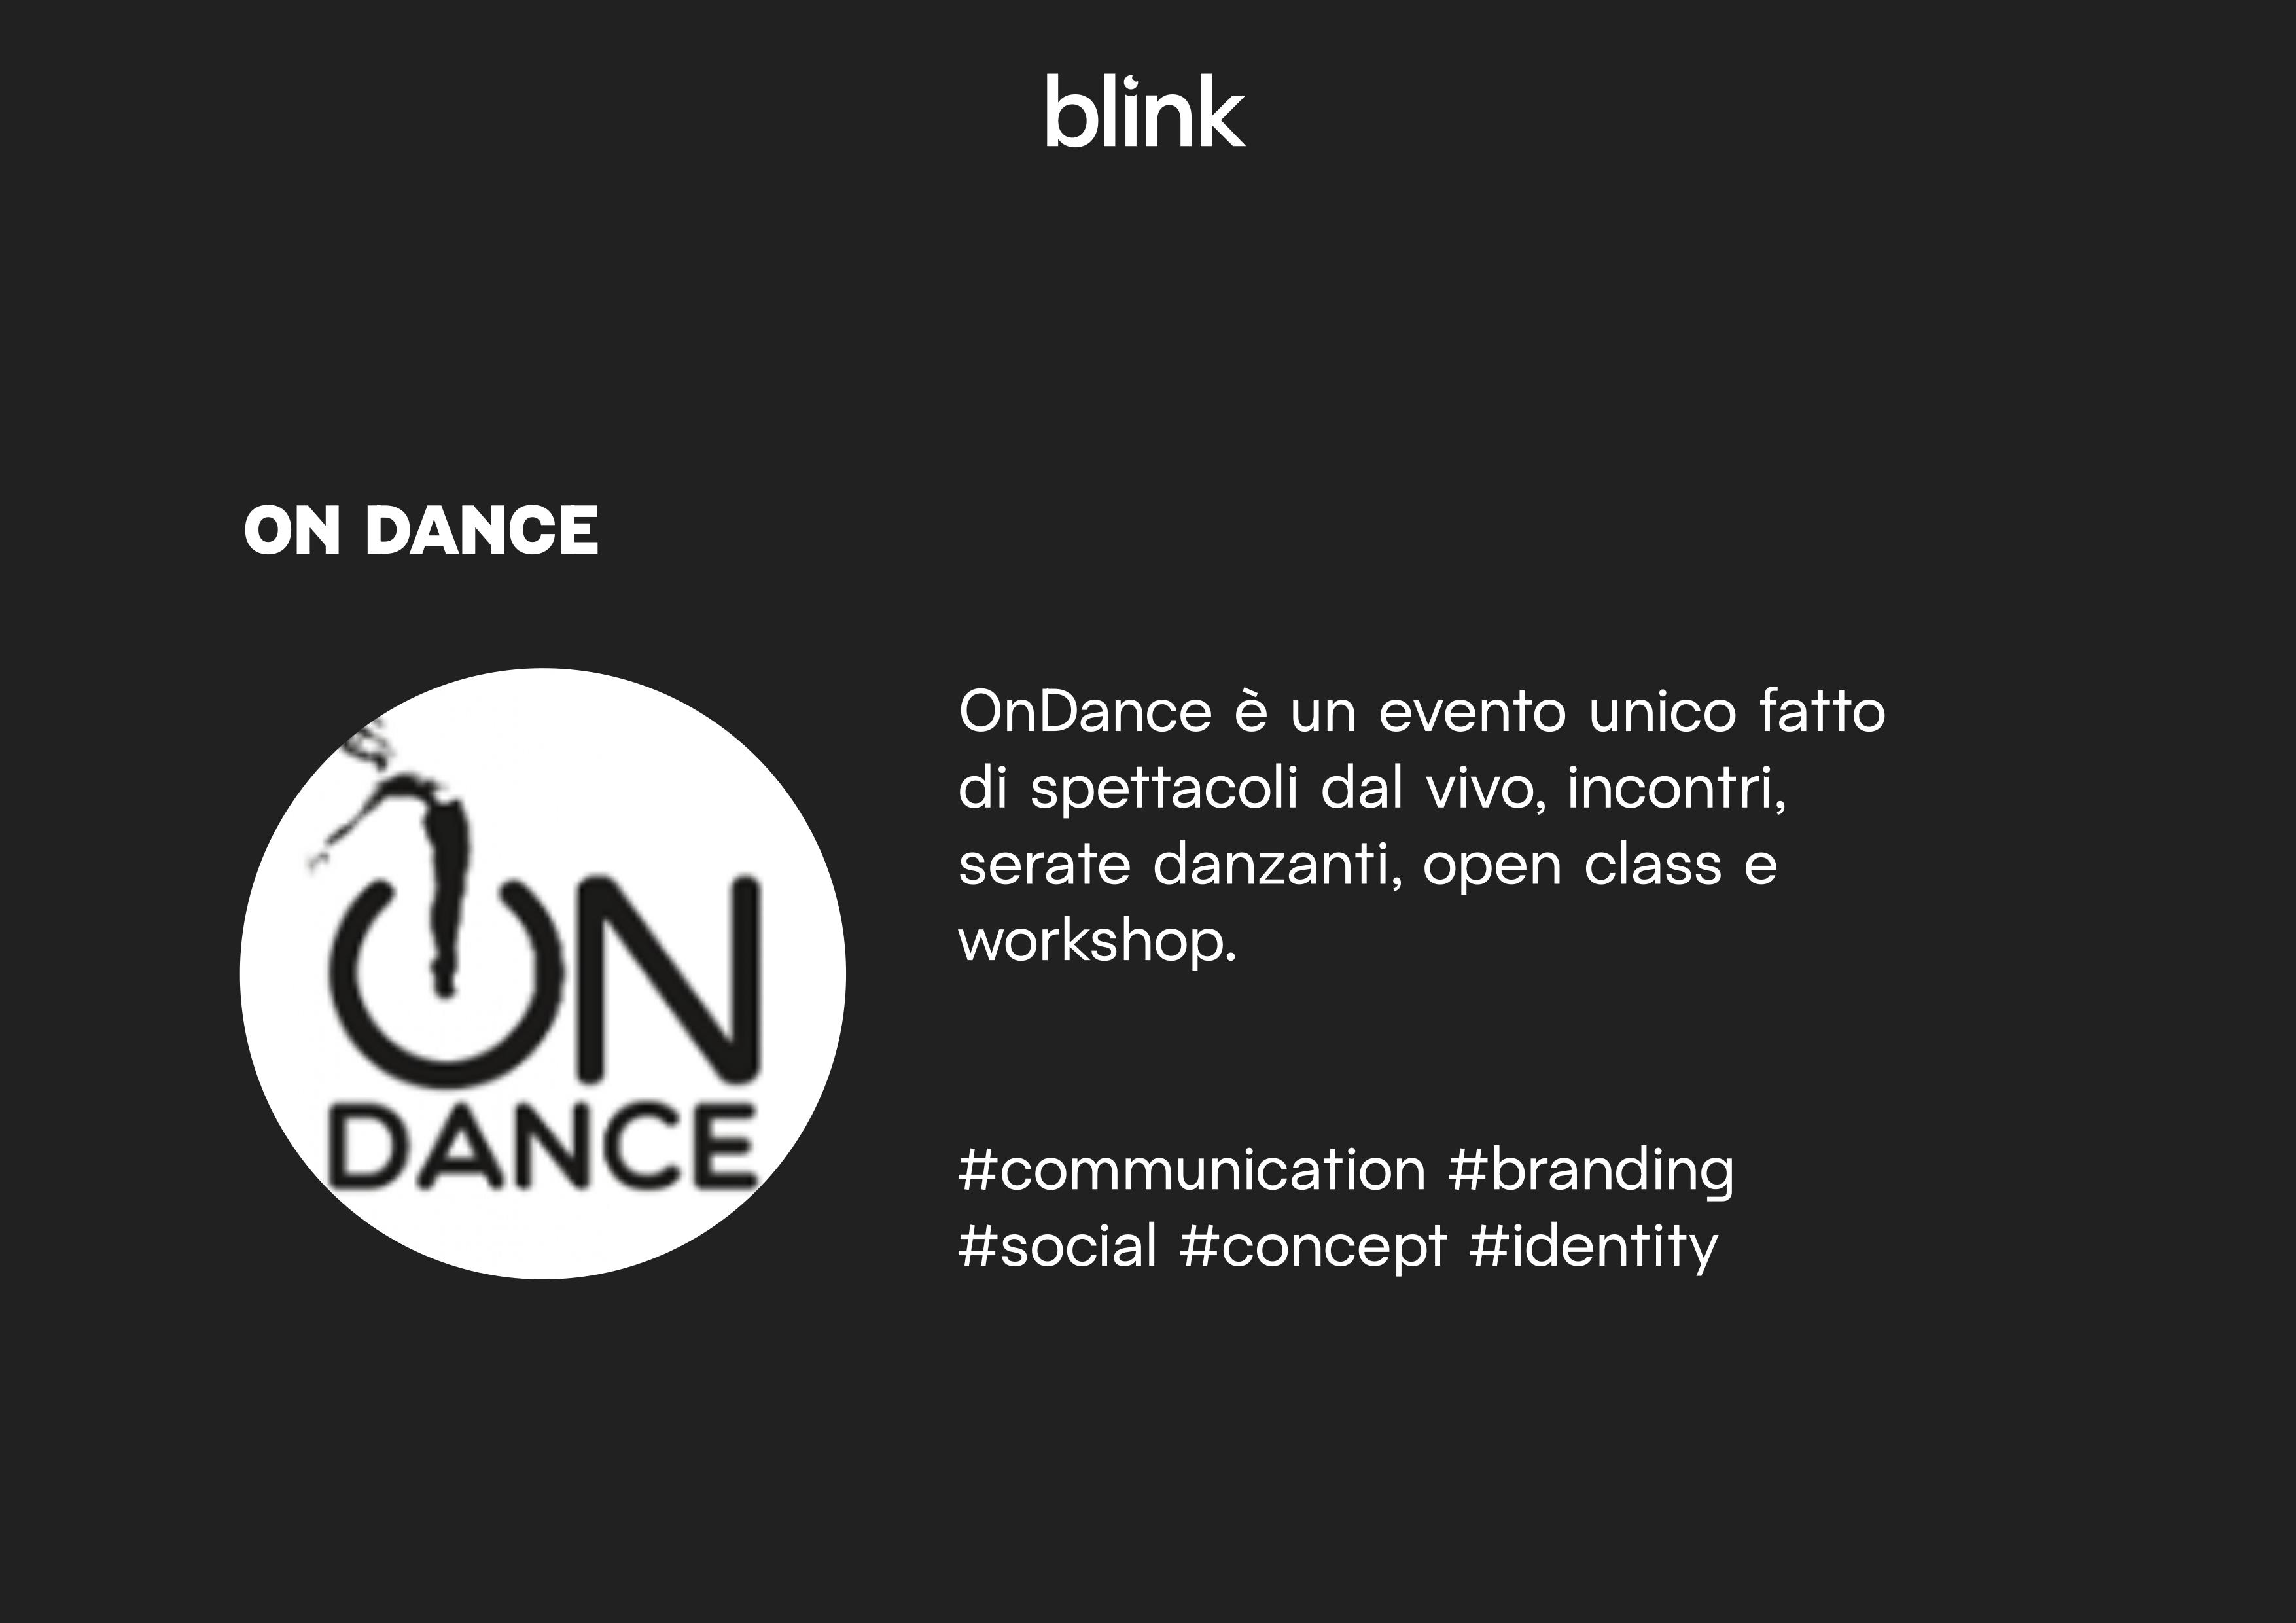 blink
ON DANCE
ON
DANCE
OnDance è un evento unico fatto
di spettacoli dal vivo, incontri,
serate danzanti, open class e
workshop.
#communication #branding
#social #concept #identity